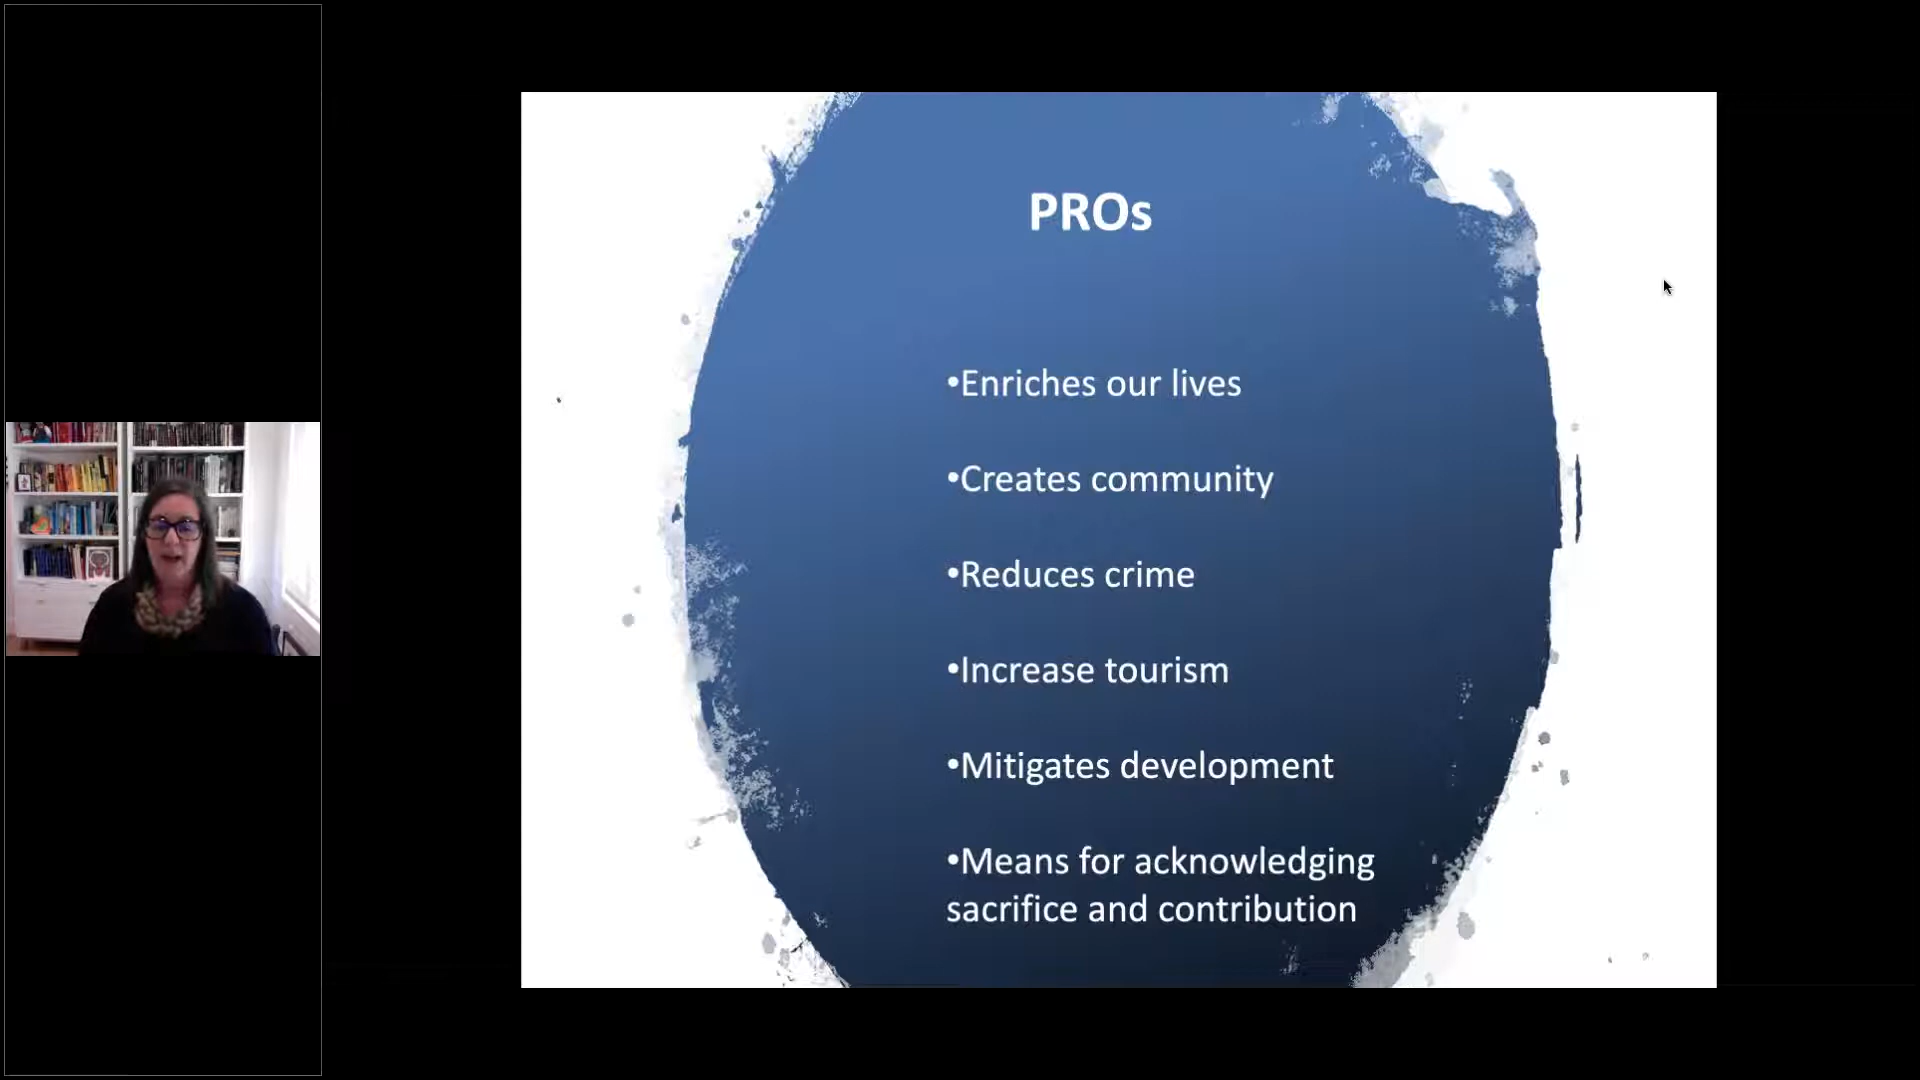 PROs
•Enriches our lives
•Creates community
•Reduces crime
•Increase tourism
•Mitigates development
•Means for acknowledging
sacrifice and contribution